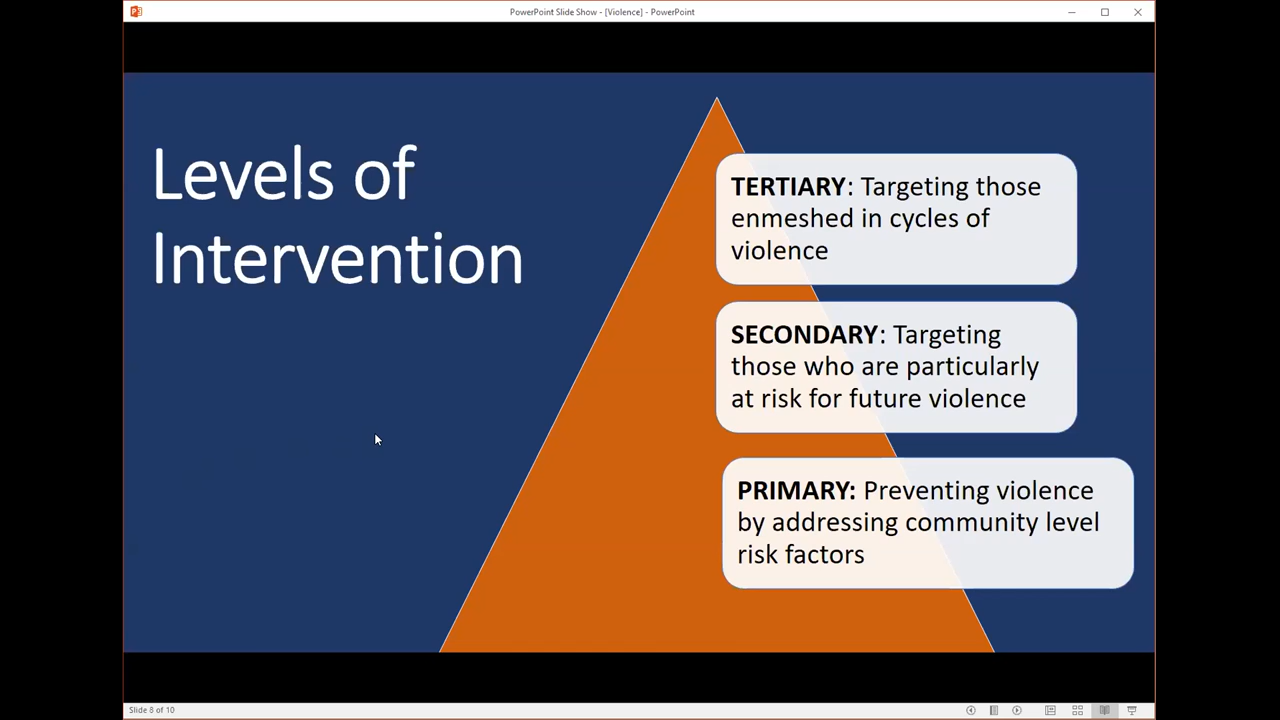 PowerPoint Slide Show - [Violence] - PowerPoint
Levels of
Intervention
TERTIARY: Targeting those
enmeshed in cycles of
violence
SECONDARY: Targeting
those who are particularly
at risk for future violence
PRIMARY: Preventing violence
by addressing community level
risk factors
Slide 8 of 10